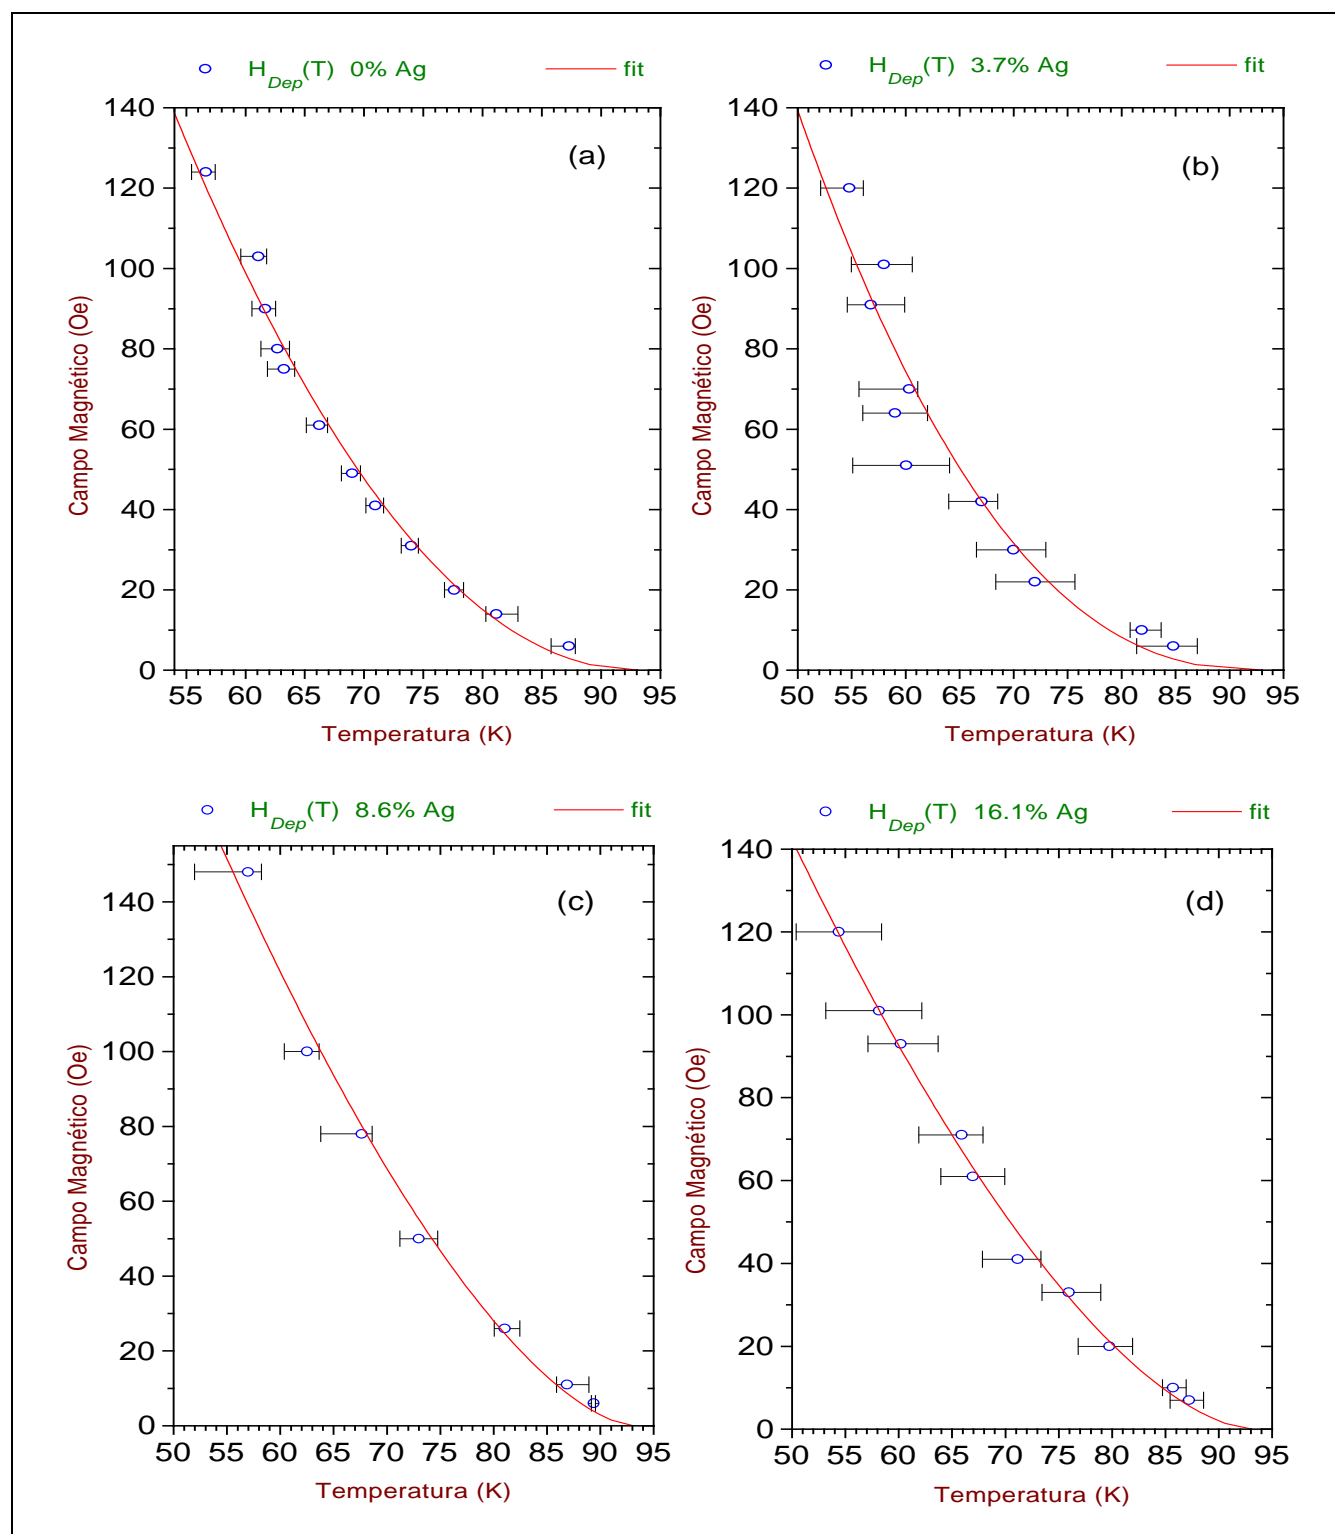 H_Dep(T) 0% Ag fit
(a)
140
120
100
80
60
40
20
0
Campo Magnético (Oe)
55 60 65 70 75 80 85 90 95
Temperatura (K)
H_Dep(T) 3.7% Ag fit
(b)
140
120
100
80
60
40
20
0
Campo Magnético (Oe)
50 55 60 65 70 75 80 85 90 95
Temperatura (K)
H_Dep(T) 8.6% Ag fit
(c)
140
120
100
80
60
40
20
0
Campo Magnético (Oe)
50 55 60 65 70 75 80 85 90 95
Temperatura (K)
H_Dep(T) 16.1% Ag fit
(d)
140
120
100
80
60
40
20
0
Campo Magnético (Oe)
50 55 60 65 70 75 80 85 90 95
Temperatura (K)